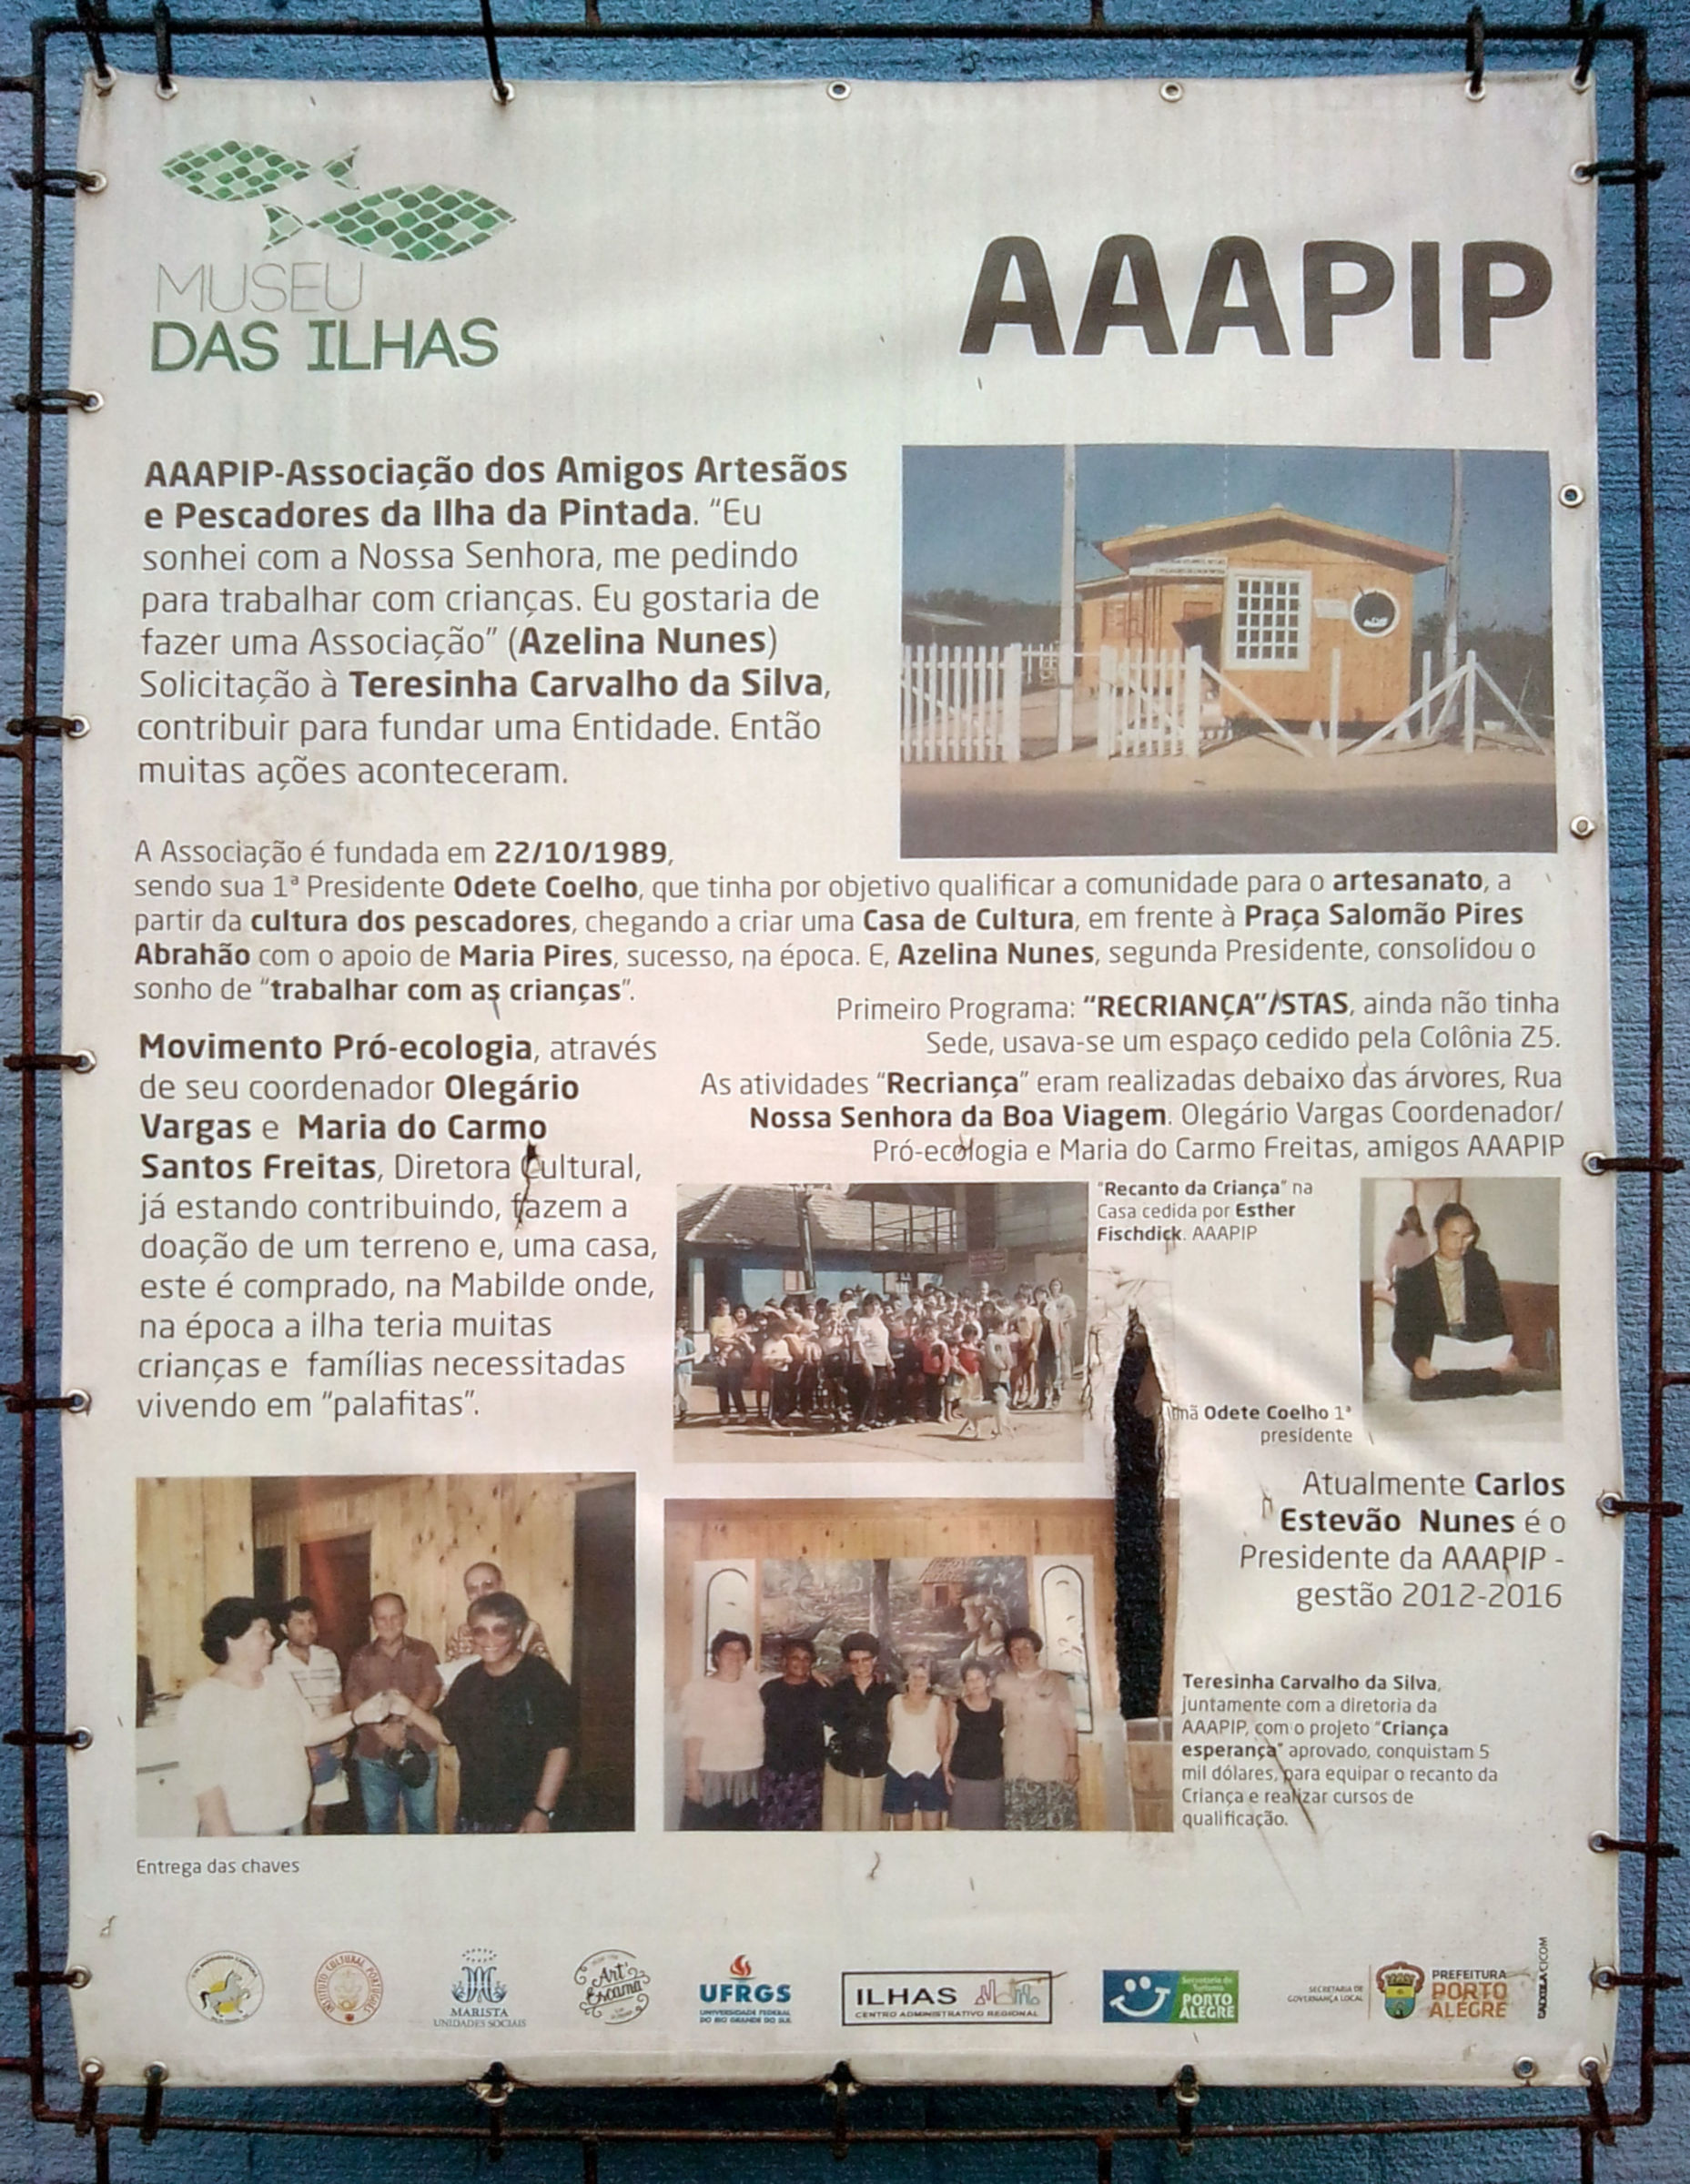 MUSEU
DAS ILHAS
AAAPIP
AAAPIP-Associação dos Amigos Artesãos
e Pescadores da Ilha da Pintada. “Eu
sonhei com a Nossa Senhora, me pedindo
para trabalhar com crianças. Eu gostaria de
fazer uma Associação” (Azelina Nunes)
Solicitação à Teresinha Carvalho da Silva,
contribuir para fundar uma Entidade. Então
muitas ações aconteceram.
A Associação é fundada em 22/10/1989,
sendo sua 1ª Presidente Odete Coelho, que tinha por objetivo qualificar a comunidade para o artesanato, a
partir da cultura dos pescadores, chegando a criar uma Casa de Cultura, em frente à Praça Salomão Pires
Abrahão com o apoio de Maria Pires, sucesso, na época. E, Azelina Nunes, segunda Presidente, consolidou o
sonho de “trabalhar com as crianças”.
Primeiro Programa: “RECRIANÇA”/STAS, ainda não tinha
Sede, usava-se um espaço cedido pela Colônia Z5.
As atividades “Recriança” eram realizadas debaixo das árvores, Rua
Nossa Senhora da Boa Viagem. Olegário Vargas Coordenador/
Pró-ecologia e Maria do Carmo Freitas, amigos AAAPIP
Movimento Pró-ecologia, através
de seu coordenador Olegário
Vargas e Maria do Carmo
Santos Freitas, Diretora Cultural,
já estando contribuindo, fazem a
doação de um terreno e, uma casa,
este é comprado, na Mabilde onde,
na época a ilha teria muitas
crianças e famílias necessitadas
vivendo em “palafitas”.
“Recanto da Criança” na
Casa cedida por Esther
Fischdick. AAAPIP
Odete Coelho 1ª
presidente
Atualmente Carlos
Estevão Nunes é o
Presidente da AAAPIP -
gestão 2012-2016
Teresinha Carvalho da Silva,
juntamente com a diretoria da
AAAPIP, com o projeto “Criança
esperança” aprovado, conquistam 5
mil dólares, para equipar o recanto da
Criança e realizar cursos de
qualificação.
Entrega das chaves
INSTITUTO CULTURAL PORTUGUÊS
MARISTA
UNIDADES SOCIAIS
Art'
Escama
UFRGS
UNIVERSIDADE FEDERAL
DO RIO GRANDE DO SUL
ILHAS
CENTRO ADMINISTRATIVO REGIONAL
Secretaria de
Turismo
PORTO
ALEGRE
SECRETARIA DE
GOVERNANÇA LOCAL
PREFEITURA
PORTO
ALEGRE